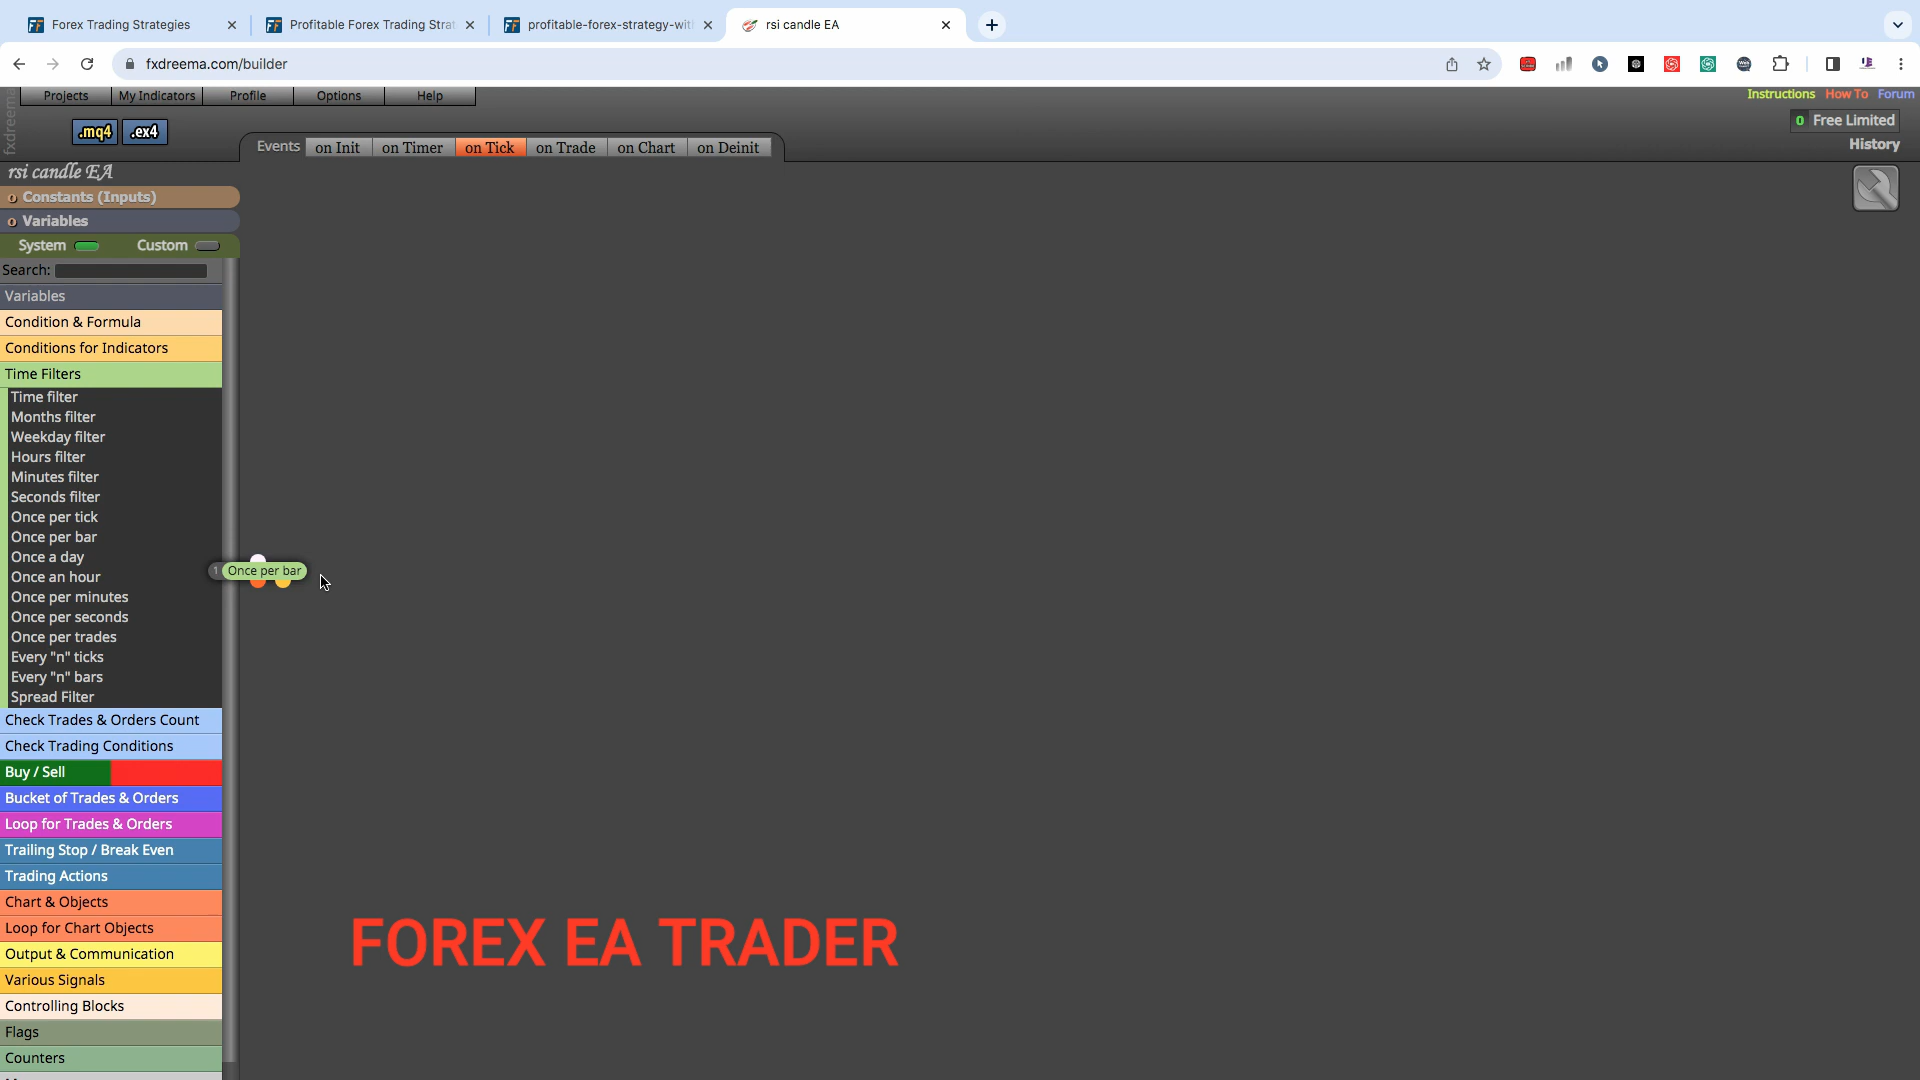 Forex Trading Strategies
Profitable Forex Trading Strat
profitable-forex-strategy-with
rsi candle EA
fxdreema.com/builder
fxdreema
Projects
My Indicators
Profile
Options
Help
Instructions
How To
Forum
.mq4
.ex4
0 Free Limited
Events
on Init
on Timer
on Tick
on Trade
on Chart
on Deinit
History
rsi candle EA
0 Constants (Inputs)
0 Variables
System
Custom
Search:
Variables
Condition & Formula
Conditions for Indicators
Time Filters
Time filter
Months filter
Weekday filter
Hours filter
Minutes filter
Seconds filter
Once per tick
Once per bar
Once a day
Once an hour
Once per minutes
Once per seconds
Once per trades
Every "n" ticks
Every "n" bars
Spread Filter
1 Once per bar
Check Trades & Orders Count
Check Trading Conditions
Buy / Sell
Bucket of Trades & Orders
Loop for Trades & Orders
Trailing Stop / Break Even
Trading Actions
Chart & Objects
Loop for Chart Objects
Output & Communication
Various Signals
Controlling Blocks
Flags
Counters
FOREX EA TRADER